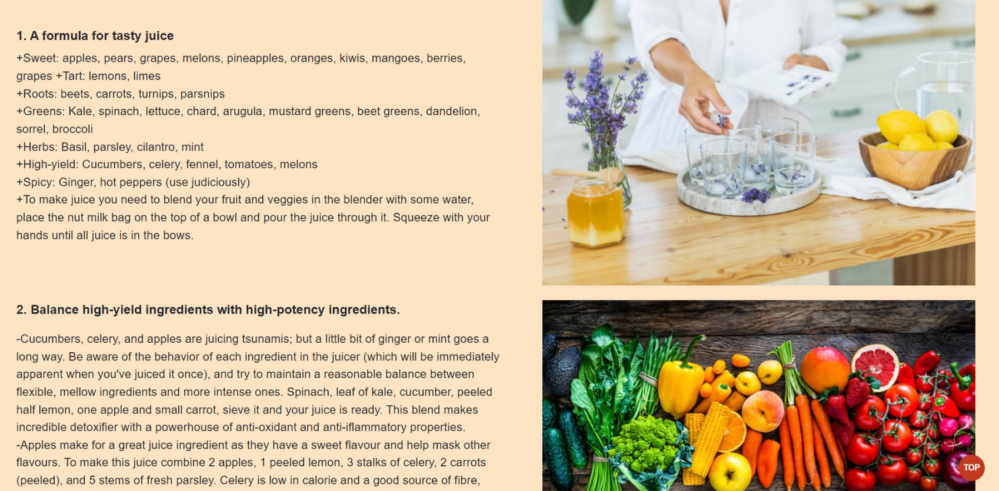 1. A formula for tasty juice
+Sweet: apples, pears, grapes, melons, pineapples, oranges, kiwis, mangoes, berries,
grapes +Tart: lemons, limes
+Roots: beets, carrots, turnips, parsnips
+Greens: Kale, spinach, lettuce, chard, arugula, mustard greens, beet greens, dandelion,
sorrel, broccoli
+Herbs: Basil, parsley, cilantro, mint
+High-yield: Cucumbers, celery, fennel, tomatoes, melons
+Spicy: Ginger, hot peppers (use judiciously)
+To make juice you need to blend your fruit and veggies in the blender with some water,
place the nut milk bag on the top of a bowl and pour the juice through it. Squeeze with your
hands until all juice is in the bows.
2. Balance high-yield ingredients with high-potency ingredients.
-Cucumbers, celery, and apples are juicing tsunamis; but a little bit of ginger or mint goes a
long way. Be aware of the behavior of each ingredient in the juicer (which will be immediately
apparent when you've juiced it once), and try to maintain a reasonable balance between
flexible, mellow ingredients and more intense ones. Spinach, leaf of kale, cucumber, peeled
half lemon, one apple and small carrot, sieve it and your juice is ready. This blend makes
incredible detoxifier with a powerhouse of anti-oxidant and anti-iflammatory properties.
-Apples make for a great juice ingredient as they have a sweet flavour and help mask other
flavours. To make this juice combine 2 apples, 1 peeled lemon, 3 stalks of celery, 2 carrots
(peeled), and 5 stems of fresh parsley. Celery is low in calorie and a good source of fibre,
TOP